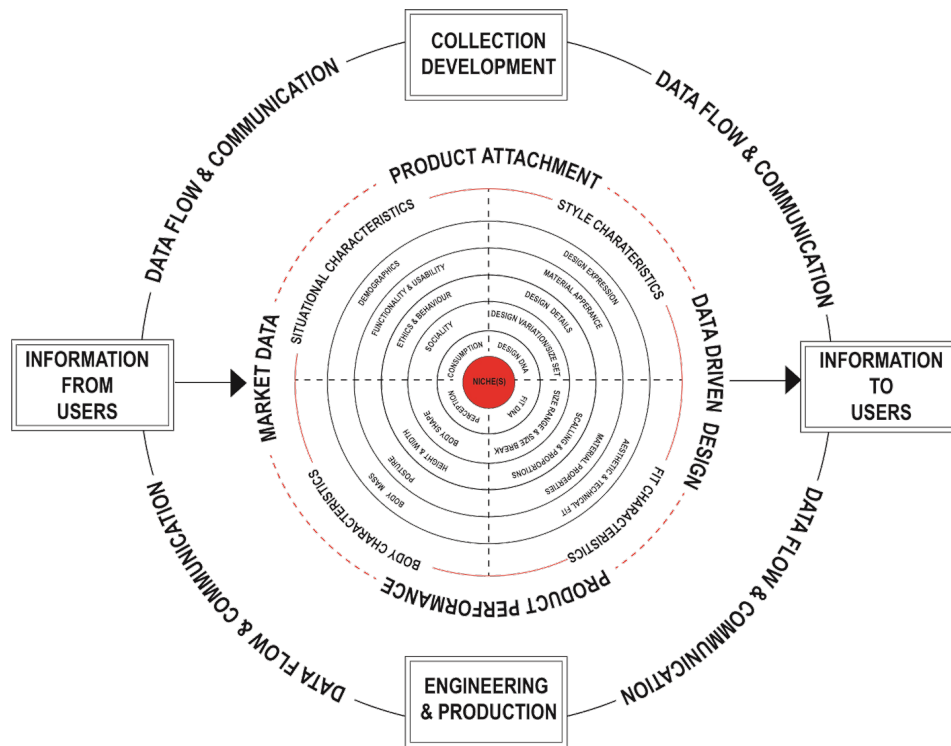 COLLECTION
DEVELOPMENT
DATA FLOW & COMMUNICATION
DATA FLOW & COMMUNICATION
PRODUCT ATTACHMENT
SITUATIONAL CHARACTERISTICS
STYLE CHARATERISTICS
DEMOGRAPHICS
DESIGN EXPRESSION
FUNCTIONALITY & USABILITY
MATERIAL APPERANCE
ETHICS & BEHAVIOUR
DESIGN DETAILS
SOCIALITY
DESIGN VARIATION/SIZE SET
CONSUMPTION
DESIGN DNA
INFORMATION
FROM
USERS
MARKET DATA
NICHE(S)
DATA DRIVEN DESIGN
INFORMATION
TO
USERS
PERCEPTION
FIT DNA
BODY SHAPE
SIZE RANGE & SIZE BREAK
HEIGHT & WIDTH
SCALLING & PROPORTIONS
POSTURE
MATERIAL PROPERTIES
BODY MASS
AESTHETIC & TECHNICAL FIT
BODY CHARACTERISTICS
FIT CHARACTERISTICS
PRODUCT PERFORMANCE
DATA FLOW & COMMUNICATION
DATA FLOW & COMMUNICATION
ENGINEERING
& PRODUCTION